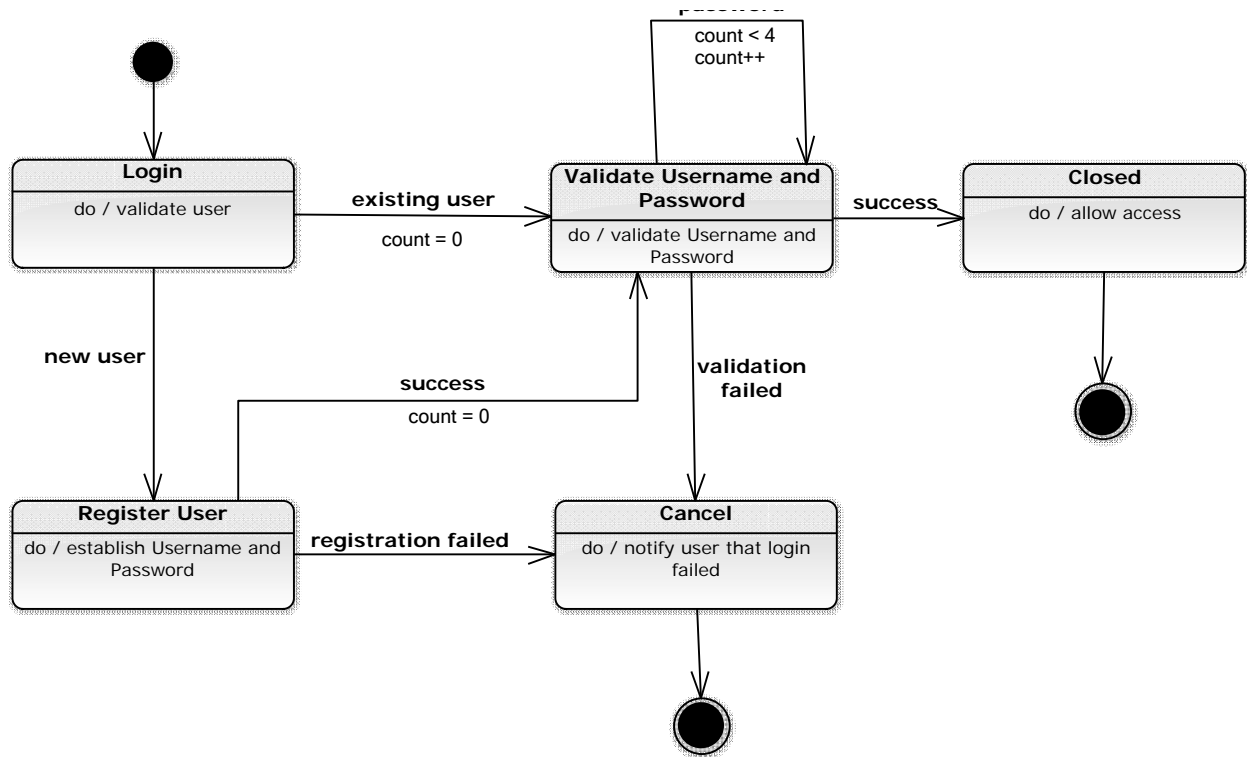 count < 4
count++
Login
do / validate user
existing user
count = 0
Validate Username and
Password
do / validate Username and
Password
success
Closed
do / allow access
new user
success
count = 0
validation
failed
Register User
do / establish Username and
Password
registration failed
Cancel
do / notify user that login
failed